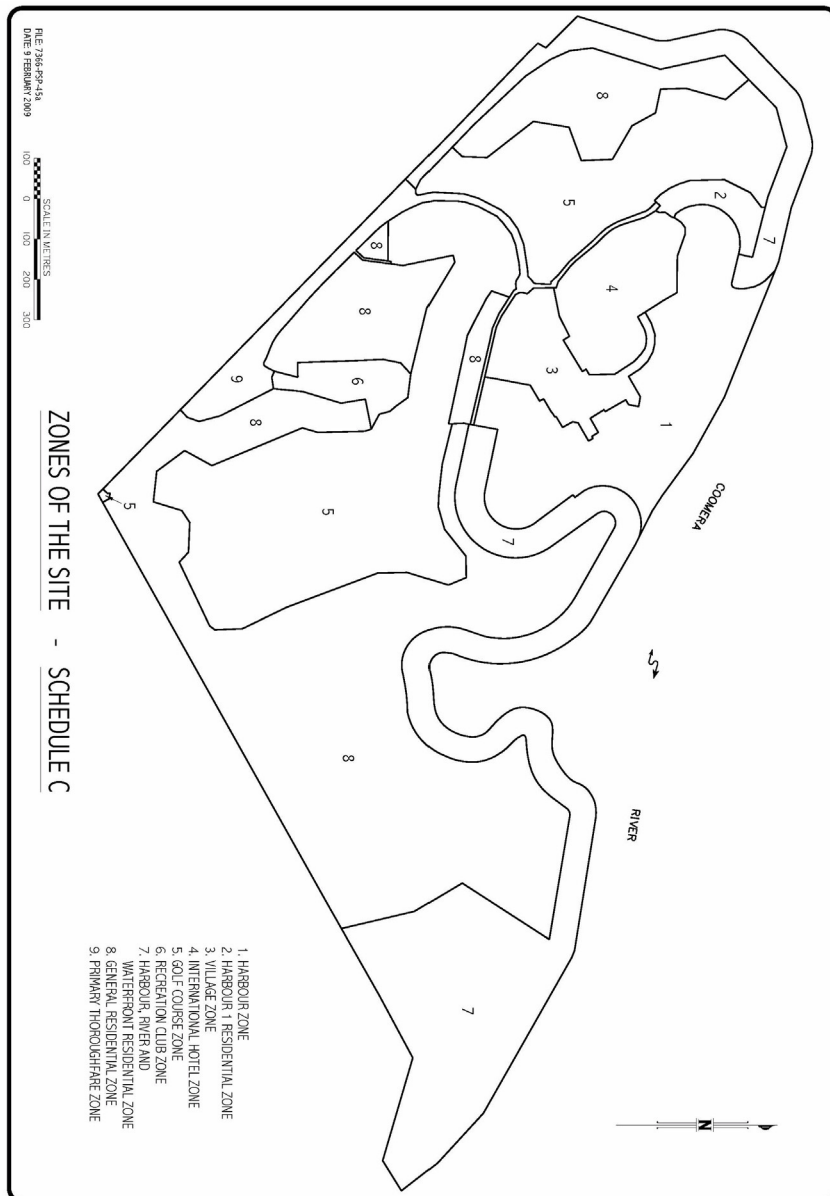 ZONES OF THE SITE - SCHEDULE C
1. HARBOUR ZONE
2. HARBOUR 1 RESIDENTIAL ZONE
3. VILLAGE ZONE
4. INTERNATIONAL HOTEL ZONE
5. GOLF COURSE ZONE
6. RECREATION CLUB ZONE
7. HARBOUR, RIVER AND
WATERFRONT RESIDENTIAL ZONE
8. GENERAL RESIDENTIAL ZONE
9. PRIMARY THOROUGHFARE ZONE
COOMERA
RIVER
N
8
2
7
5
4
8
8
3
1
8
6
9
8
5
5
7
8
7
SCALE IN METRES
100 0 100 200 300
FILE: 7366-PSP-45a
DATE: 9 FEBRUARY 2009